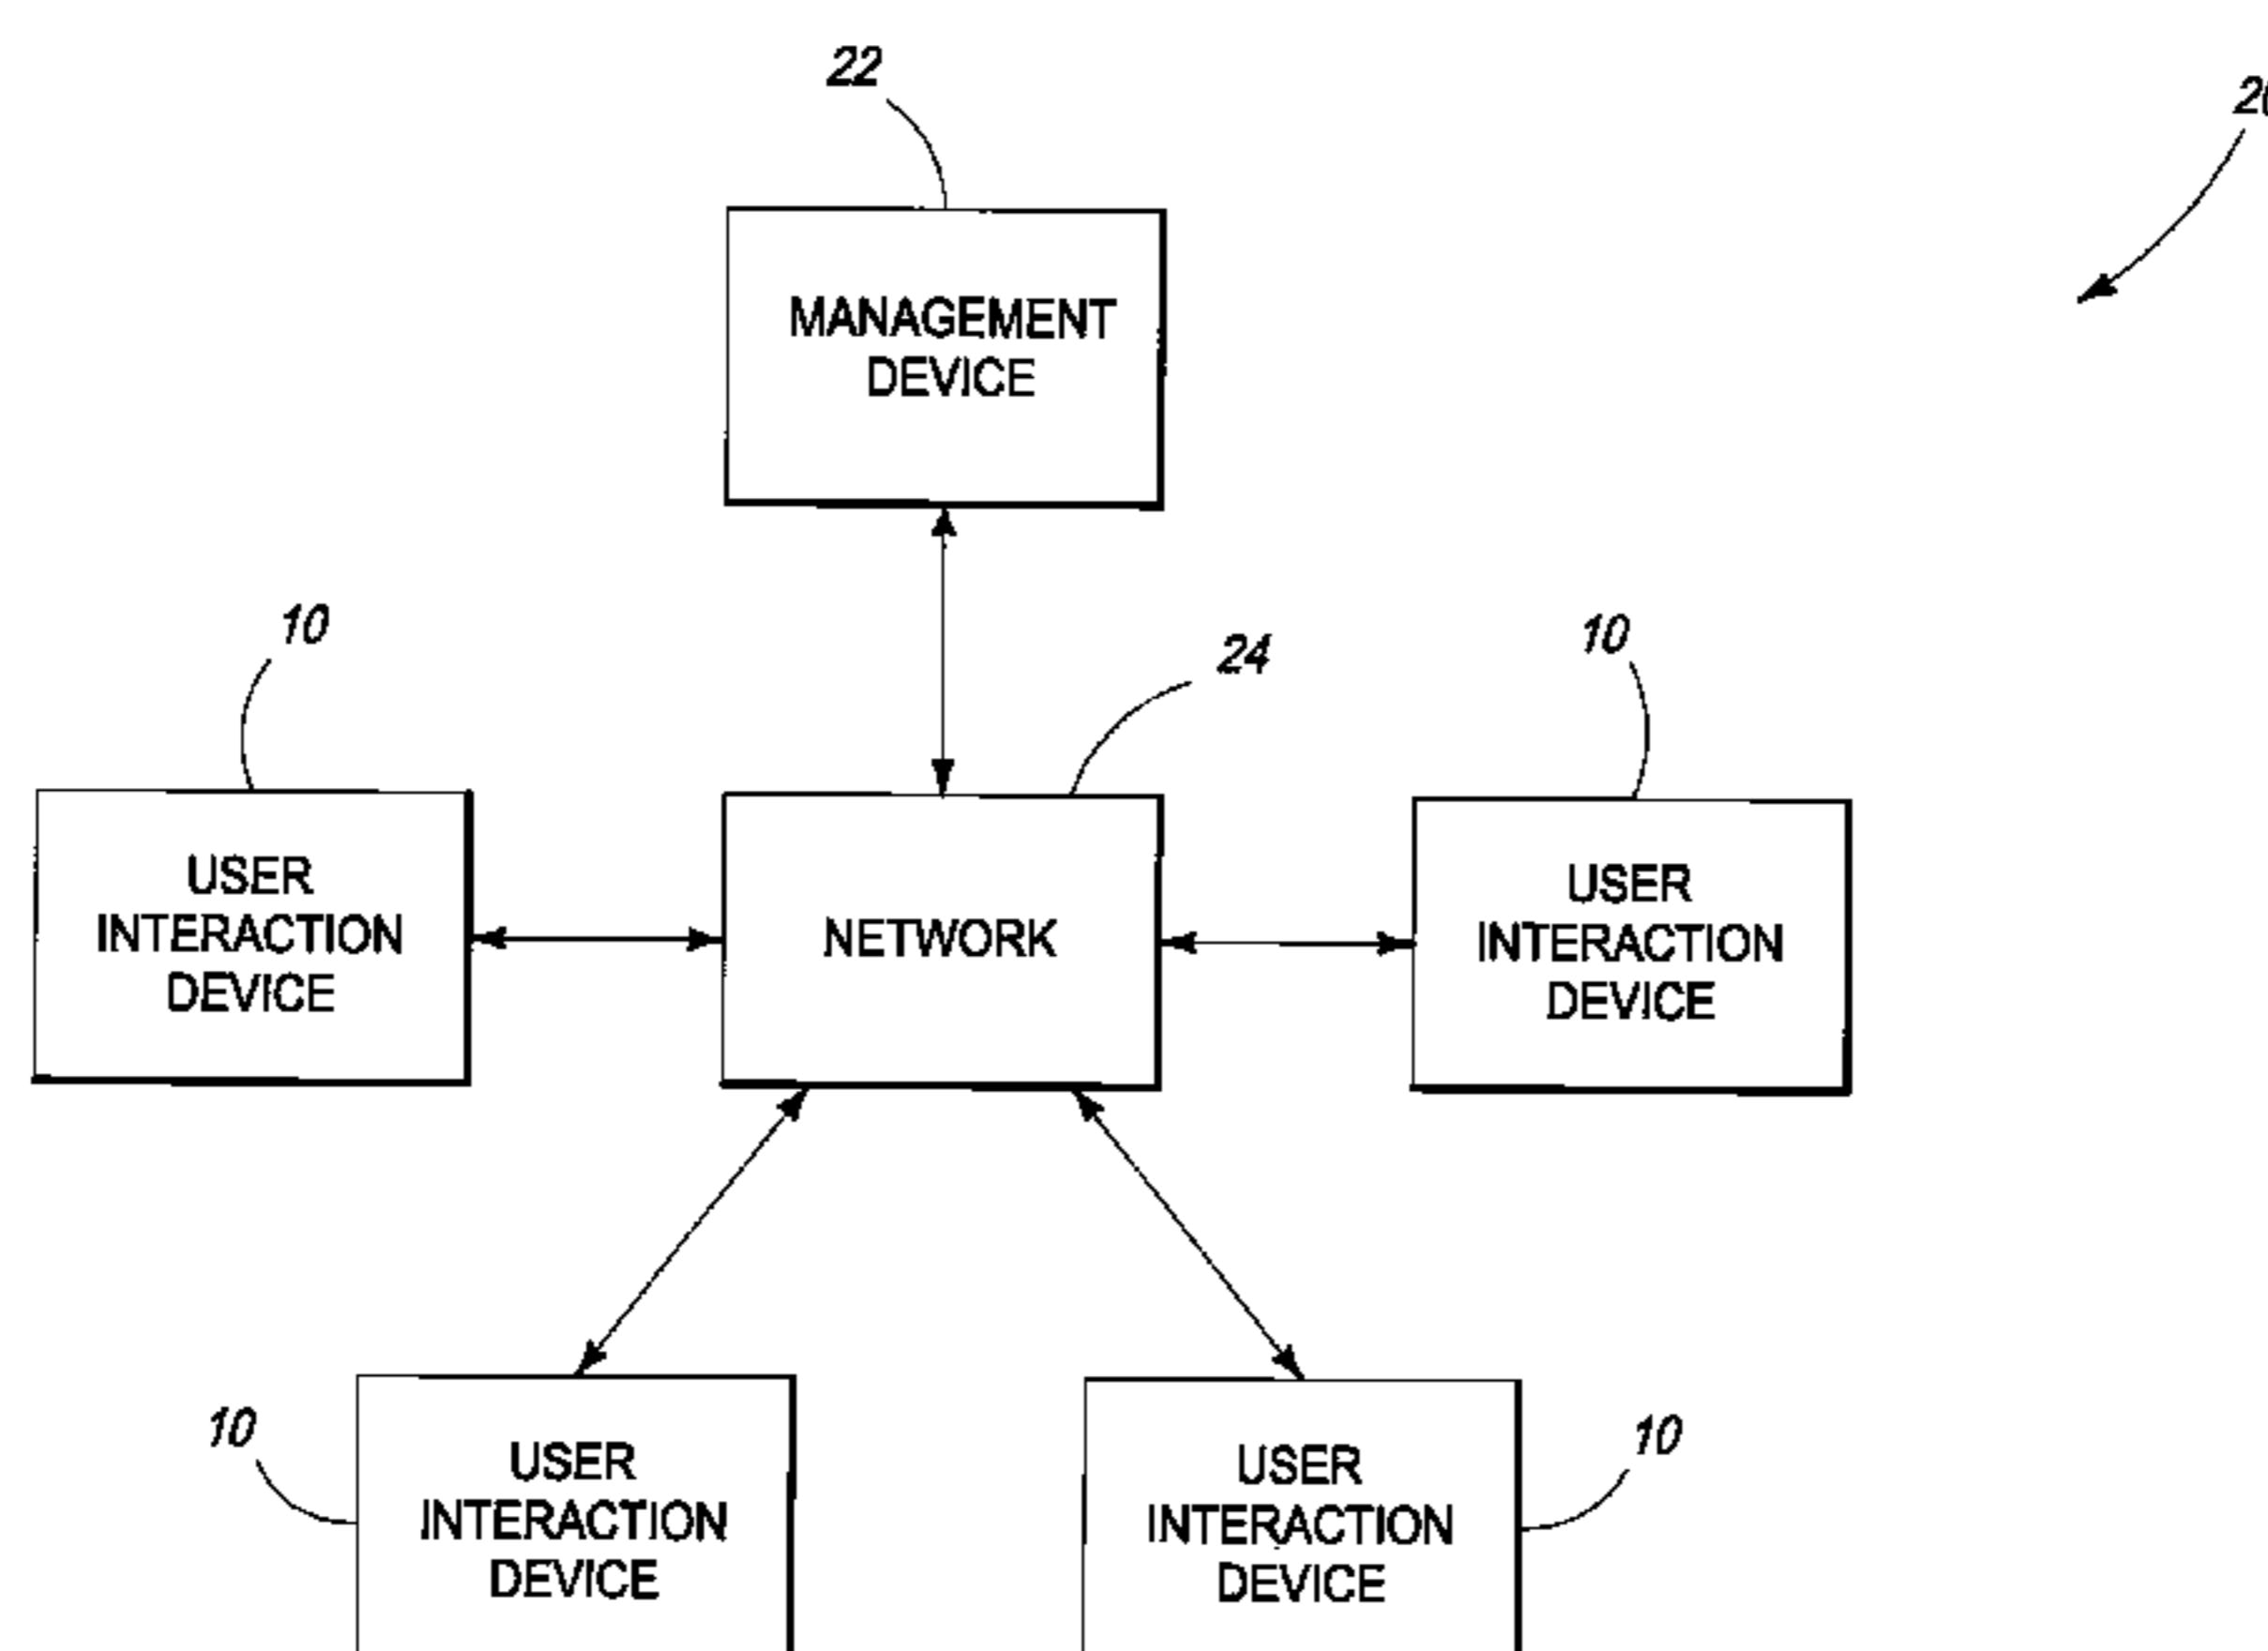 22
MANAGEMENT
DEVICE
10
24
10
USER
INTERACTION
DEVICE
NETWORK
USER
INTERACTION
DEVICE
10
USER
INTERACTION
DEVICE
USER
INTERACTION
DEVICE
10